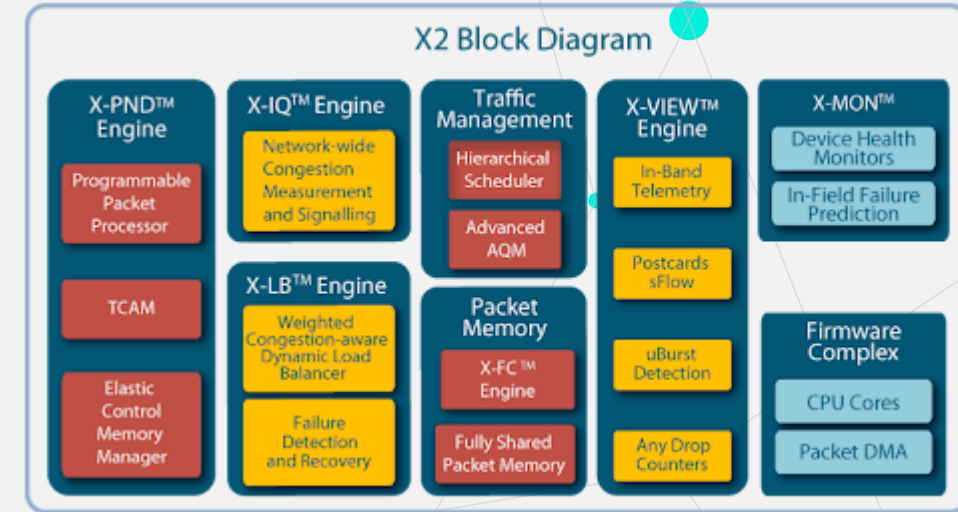 X2 Block Diagram
X-PND™
Engine
Programmable
Packet
Processor
TCAM
Elastic
Control
Memory
Manager
X-IQ™ Engine
Network-wide
Congestion
Measurement
and Signalling
X-LB™ Engine
Weighted
Congestion-aware
Dynamic Load
Balancer
Failure
Detection
and Recovery
Traffic
Management
Hierarchical
Scheduler
Advanced
AQM
Packet
Memory
X-FC™
Engine
Fully Shared
Packet Memory
X-VIEW™
Engine
In-Band
Telemetry
Postcards
sFlow
uBurst
Detection
Any Drop
Counters
X-MON™
Device Health
Monitors
In-Field Failure
Prediction
Firmware
Complex
CPU Cores
Packet DMA